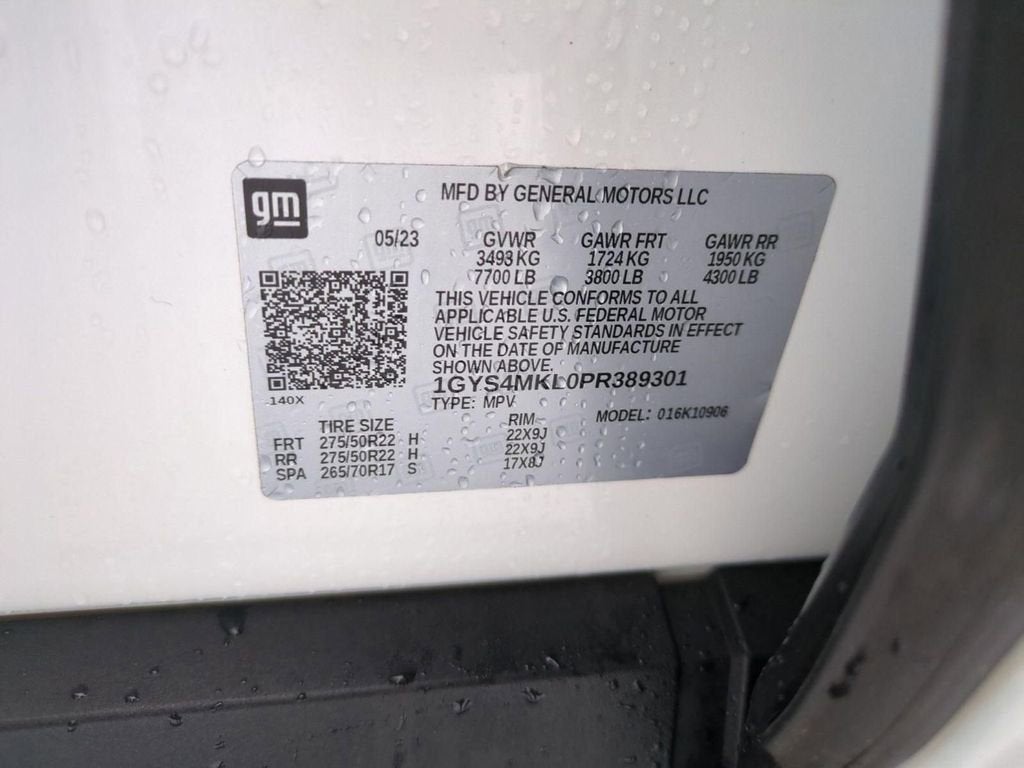 gm
MFD BY GENERAL MOTORS LLC
05/23 GVWR GAWR FRT GAWR RR
3493 KG 1724 KG 1950 KG
7700 LB 3800 LB 4300 LB
THIS VEHICLE CONFORMS TO ALL
APPLICABLE U.S. FEDERAL MOTOR
VEHICLE SAFETY STANDARDS IN EFFECT
ON THE DATE OF MANUFACTURE
SHOWN ABOVE.
1GYS4MKL0PR389301
140X
TYPE: MPV MODEL: 016K10906
TIRE SIZE RIM
FRT 275/50R22 H 22X9J
RR 275/50R22 H 22X9J
SPA 265/70R17 S 17X8J